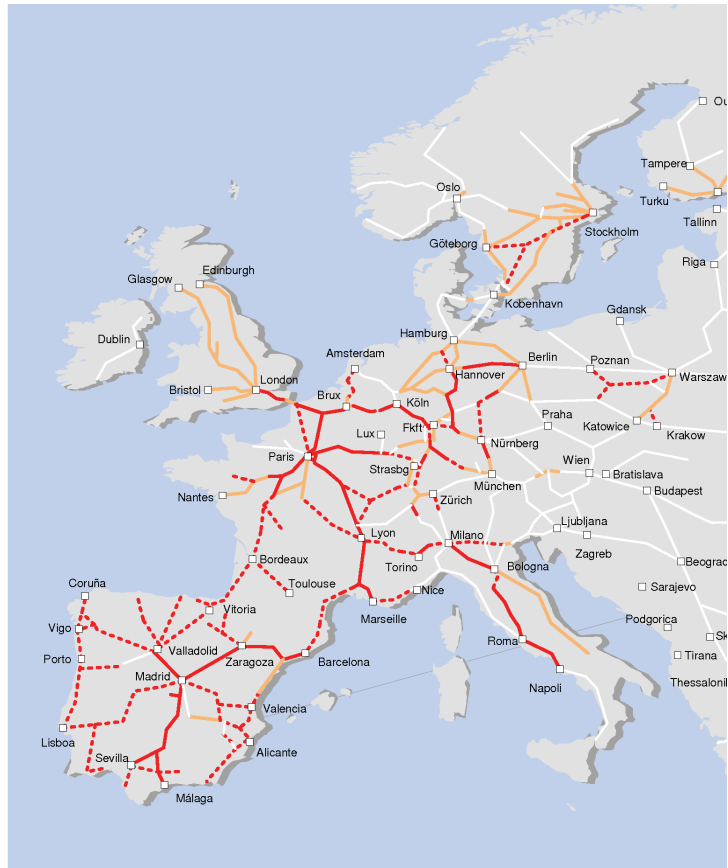 Ou
Tampere
Oslo
Turku
Stockholm
Tallinn
Göteborg
Riga
Edinburgh
Glasgow
København
Gdansk
Dublin
Hamburg
Amsterdam
Berlin
Poznan
Hannover
Warszaw
London
Bristol
Brux
Köln
Praha
Fkft
Katowice
Krakow
Lux
Nürnberg
Paris
Wien
Strasbg
Bratislava
München
Nantes
Zürich
Budapest
Ljubljana
Lyon
Milano
Zagreb
Bordeaux
Torino
Bologna
Beograd
Coruña
Toulouse
Nice
Sarajevo
Vitoria
Marseille
Vigo
Podgorica
Roma
Sk
Valladolid
Porto
Zaragoza
Barcelona
Tirana
Madrid
Thessalonik
Napoli
Valencia
Lisboa
Alicante
Sevilla
Málaga